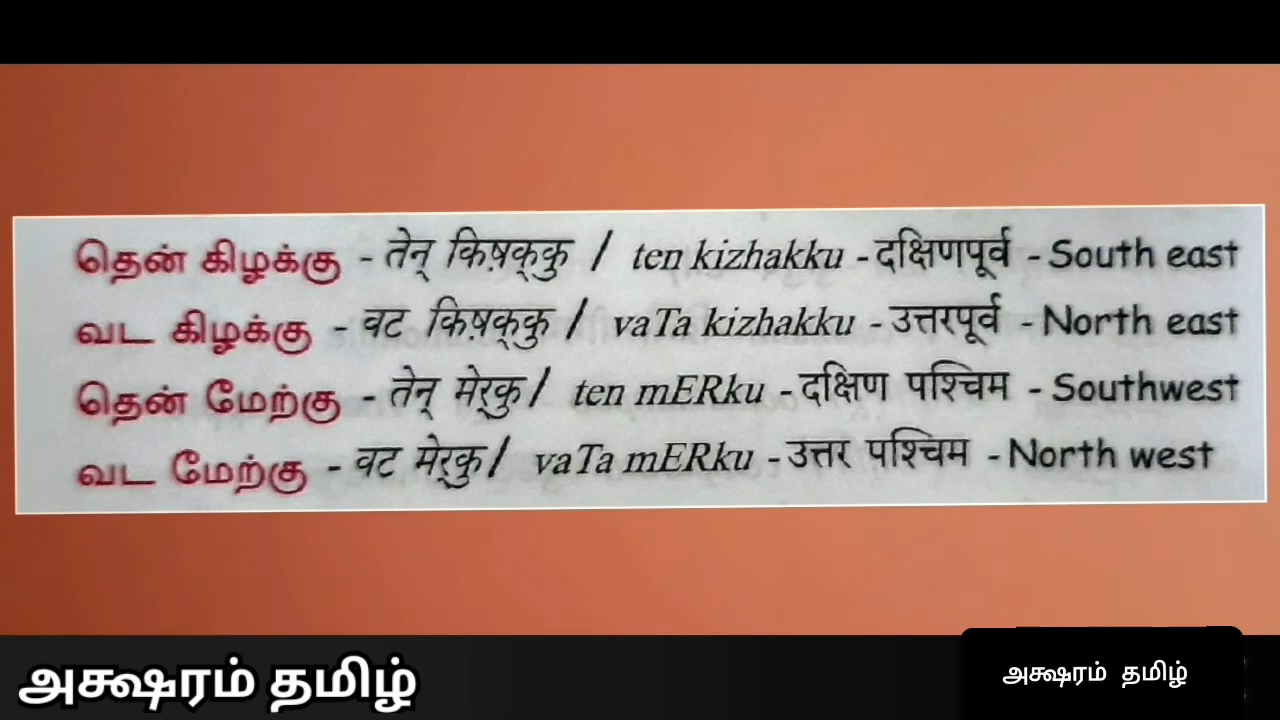 தென் கிழக்கு - तेन् किष़क्कु / ten kizhakku - दक्षिणपूर्व - South east
வட கிழக்கு - वट किष़क्कु / vaTa kizhakku - उत्तरपूर्व - North east
தென் மேற்கு - तेन् मेऱ्कु / ten mERku - दक्षिण पश्चिम - Southwest
வட மேற்கு - वट मेऱ्कु / vaTa mERku - उत्तर पश्चिम - North west
அக்ஷரம் தமிழ்
அக்ஷரம் தமிழ்